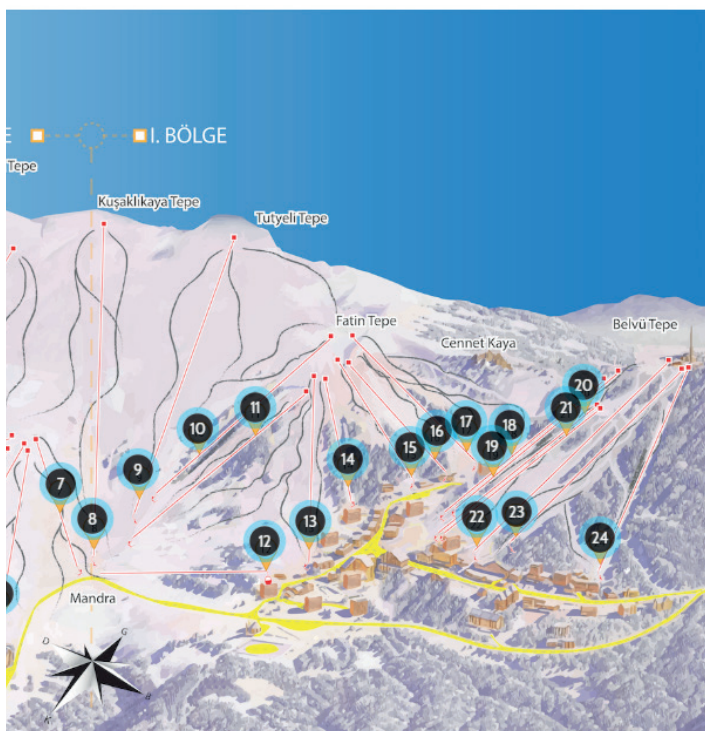 E
I. BÖLGE
Tepe
Kuşaklıkaya Tepe
Tutyeli Tepe
Fatin Tepe
Cennet Kaya
Belvü Tepe
20
21
11
10
17
18
16
15
19
14
9
7
8
13
12
22
23
24
Mandra
D
G
K
B